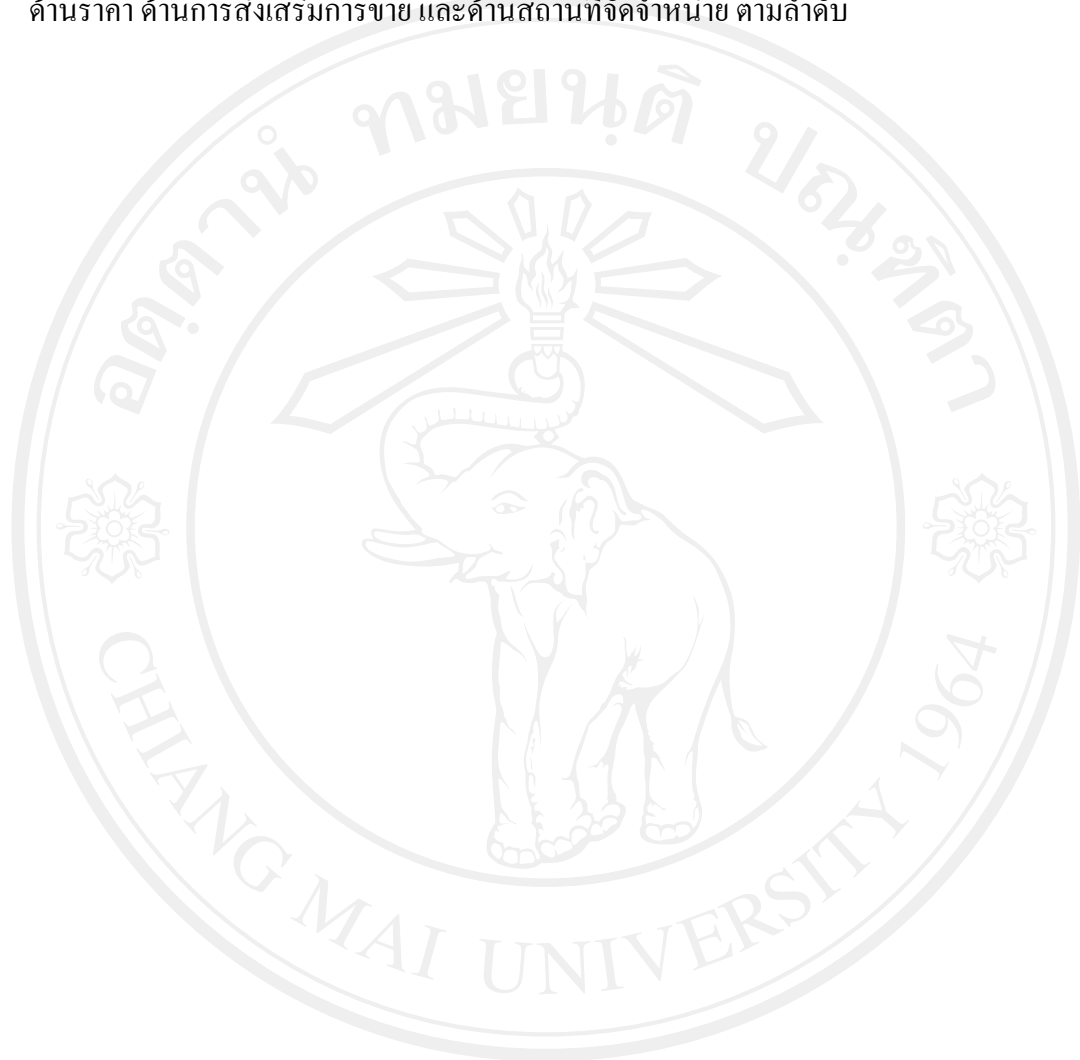 ด้านราคา ด้านการส่งเสริมการขาย และด้านสถานที่จัดจำหน่าย ตามลำดับ
อตฺตานํ ทมยนฺติ ปณฺฑิตา
CHIANG MAI UNIVERSITY 1964